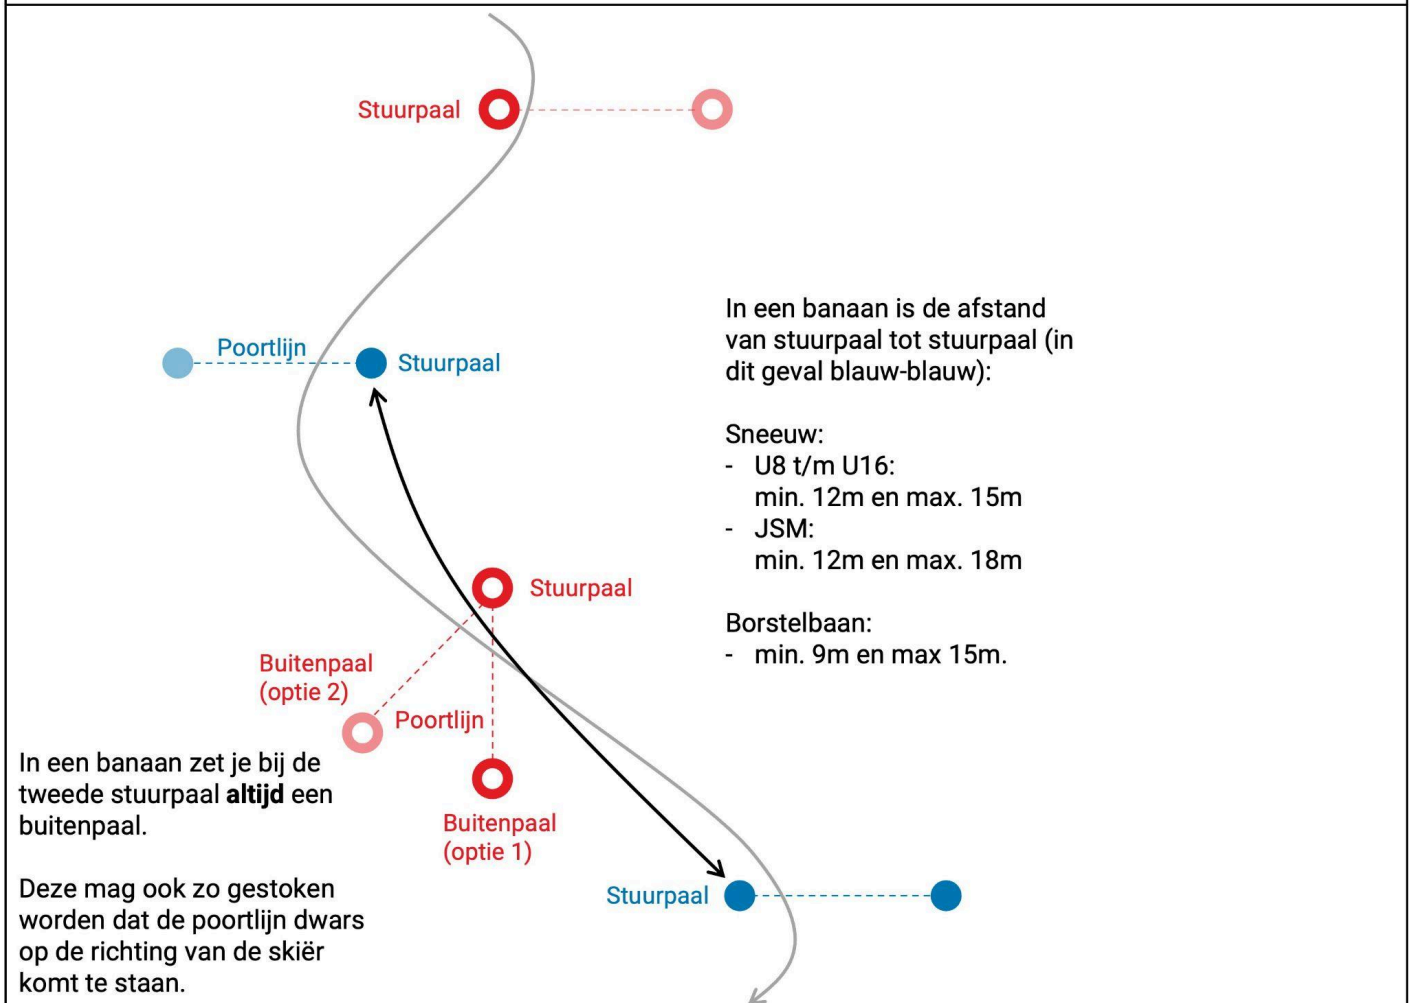 Stuurpaal
Poortlijn
Stuurpaal
In een banaan is de afstand
van stuurpaal tot stuurpaal (in
dit geval blauw-blauw):
Sneeuw:
- U8 t/m U16:
min. 12m en max. 15m
- JSM:
min. 12m en max. 18m
Borstelbaan:
- min. 9m en max 15m.
Stuurpaal
Buitenpaal
(optie 2)
Poortlijn
Buitenpaal
(optie 1)
In een banaan zet je bij de
tweede stuurpaal altijd een
buitenpaal.
Deze mag ook zo gestoken
worden dat de poortlijn dwars
op de richting van de skiër
komt te staan.
Stuurpaal